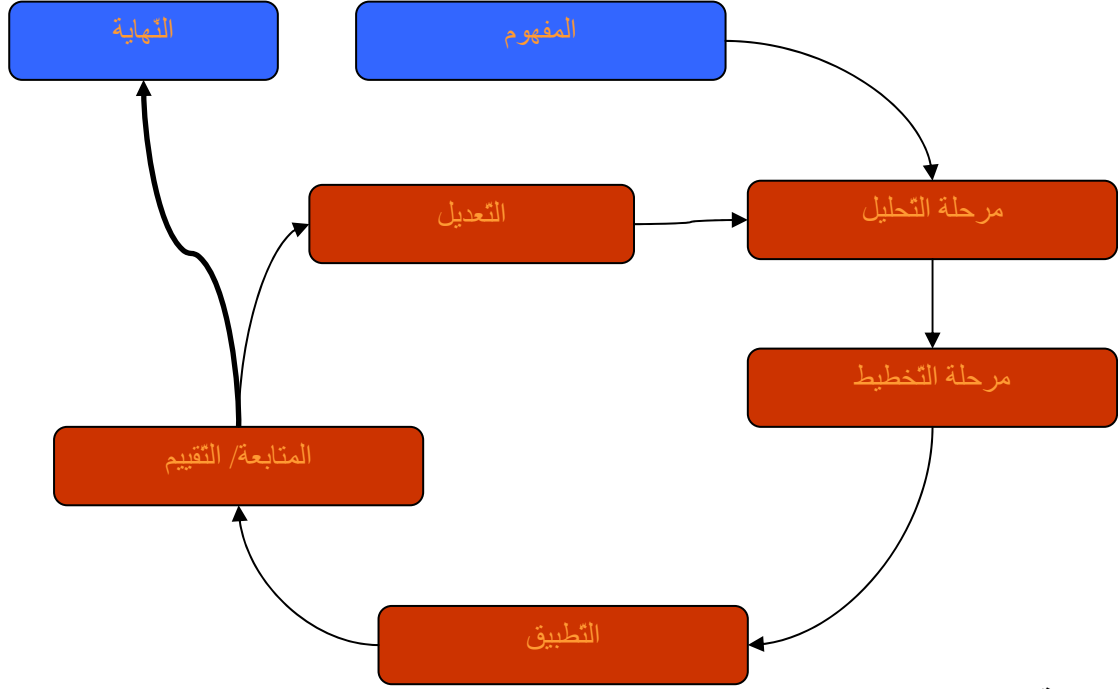 المفهوم
النّهاية
مرحلة التّحليل
التّعديل
مرحلة التّخطيط
المتابعة/ التّقييم
التّطبيق